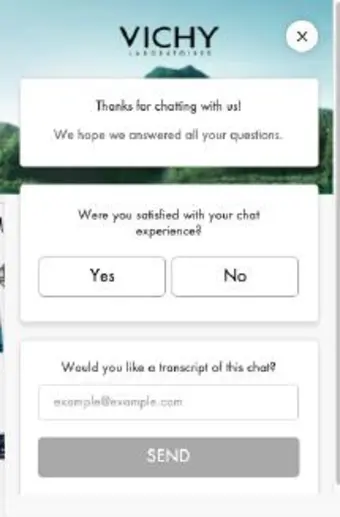 VICHY
LABORATOIRES
X
Thanks for chatting with us!
We hope we answered all your questions.
Were you satisfied with your chat
experience?
Yes
No
Would you like a transcript of this chat?
example@example.com
SEND